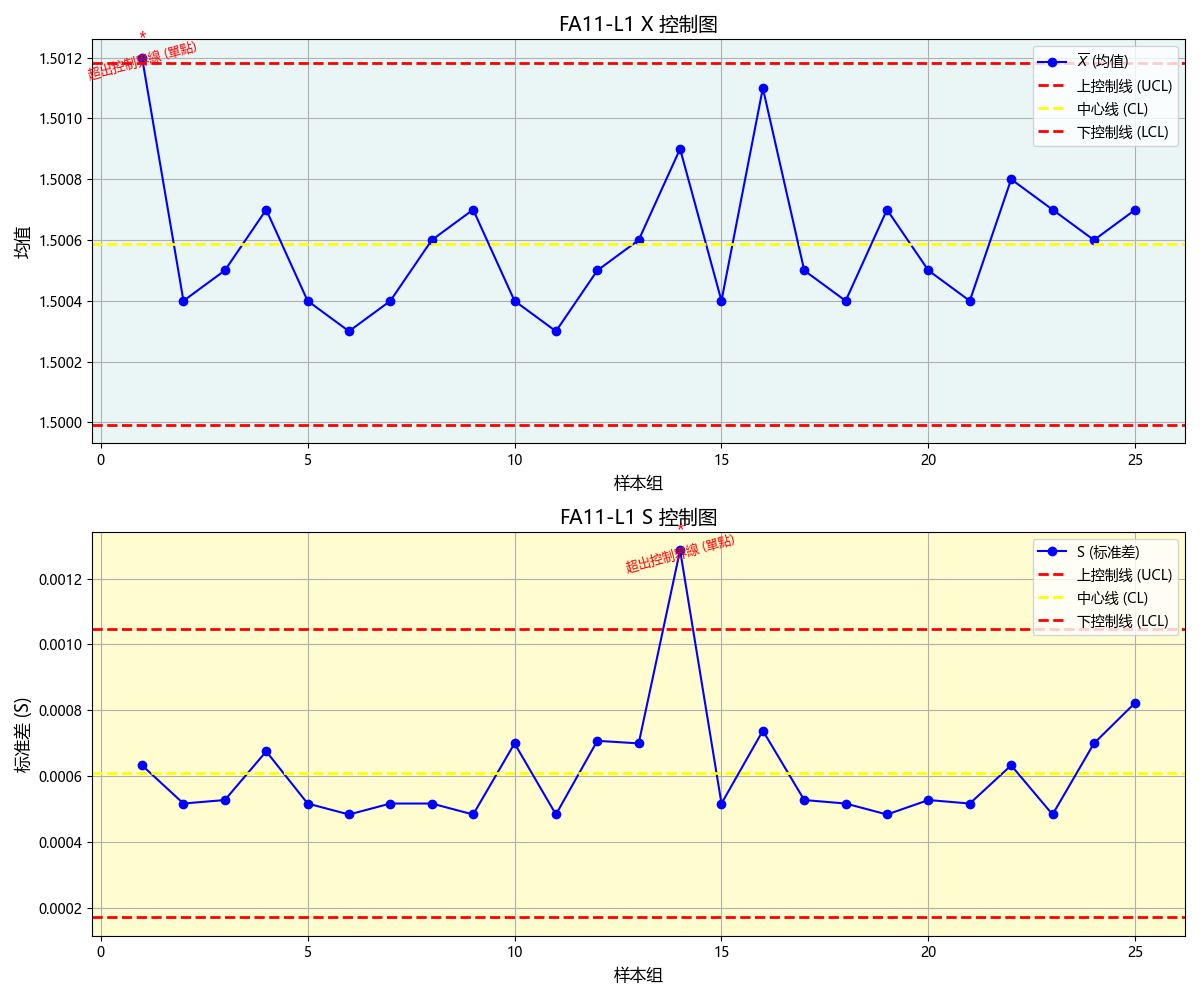 FA11-L1 X 控制图
*
超出控制界線 (單點)
X̅ (均值)
上控制线 (UCL)
中心线 (CL)
下控制线 (LCL)
均值
1.5012
1.5010
1.5008
1.5006
1.5004
1.5002
1.5000
0 5 10 15 20 25
样本组
FA11-L1 S 控制图
*
超出控制界線 (單點)
S (标准差)
上控制线 (UCL)
中心线 (CL)
下控制线 (LCL)
标准差 (S)
0.0012
0.0010
0.0008
0.0006
0.0004
0.0002
0 5 10 15 20 25
样本组